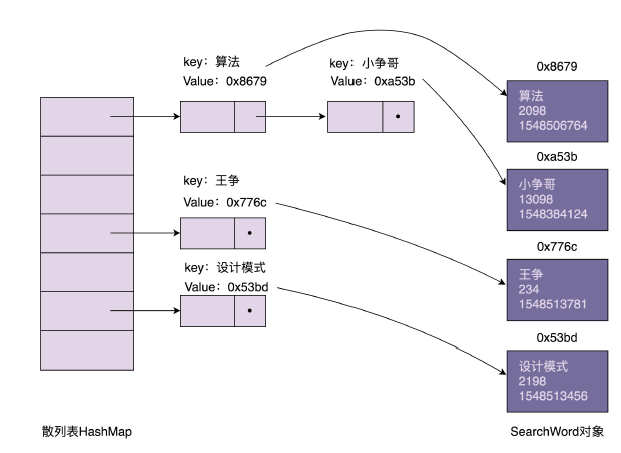 key：算法
Value：0x8679
key：小争哥
Value：0xa53b
0x8679
算法
2098
1548506764
0xa53b
小争哥
13098
1548384124
key：王争
Value：0x776c
0x776c
王争
234
1548513781
key：设计模式
Value：0x53bd
0x53bd
设计模式
2198
1548513456
散列表HashMap
SearchWord对象